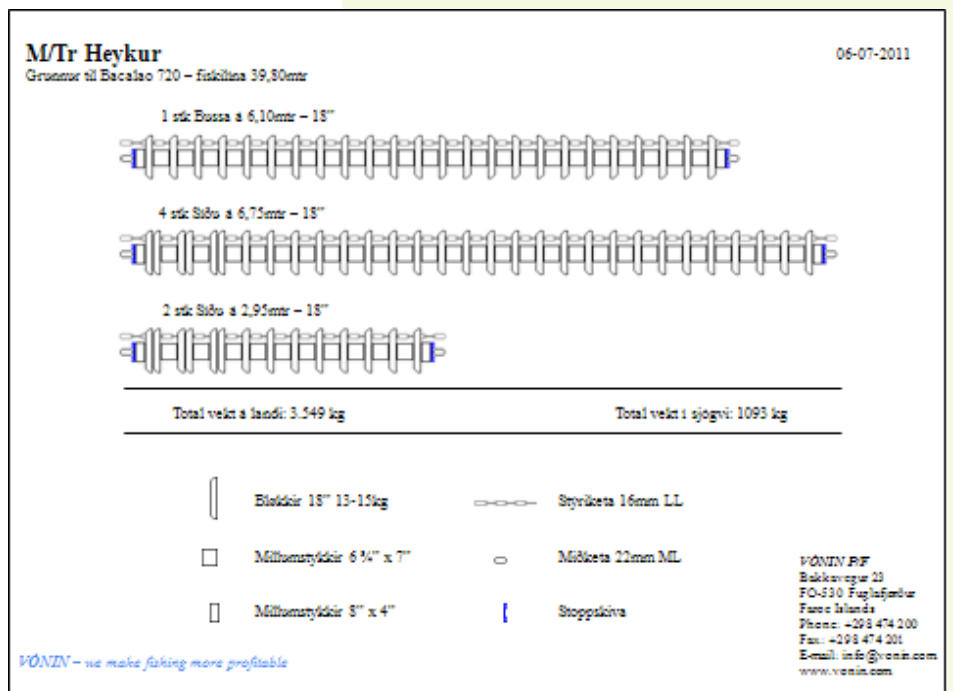 M/Tr Heykur
06-07-2011
Grunnur til Bacalao 720 – fiskilina 39,80mtr
1 stk Bussa á 6,10mtr – 18"
4 stk Síðu á 6,75mtr – 18"
2 stk Síðu á 2,95mtr – 18"
Total vekt á landi: 3.549 kg
Total vekt í sjógvi: 1093 kg
Bløkkir 18" 13-15kg
Stýriketa 16mm LL
Millumstykkir 6 ¾" x 7"
Miðketa 22mm ML
Millumstykkir 8" x 4"
Stoppskiva
VÓNIN P/F
Bakkavegur 23
FO-530 Fuglafjørður
Faroe Islands
Phone: +298 474 200
Fax: +298 474 201
E-mail: info@vonin.com
www.vonin.com
VÓNIN – we make fishing more profitable